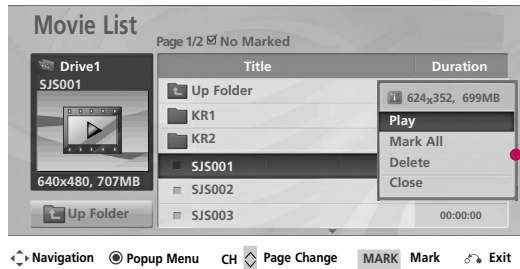 Movie List
Page 1/2 No Marked
Drive1
SJS001
640x480, 707MB
Up Folder
Title Duration
Up Folder
KR1
KR2
SJS001
SJS002
SJS003 00:00:00
624x352, 699MB
Play
Mark All
Delete
Close
Navigation Popup Menu CH Page Change MARK Mark Exit